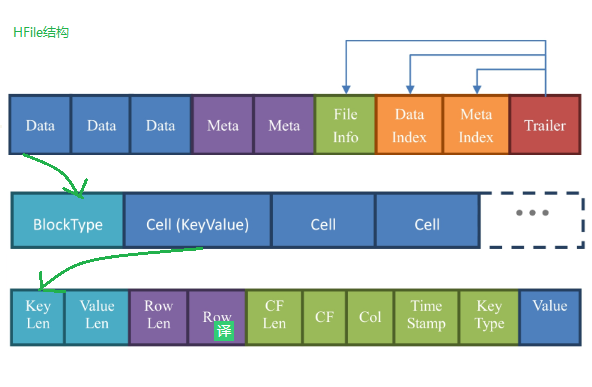 HFile结构
Data Data Data Meta Meta File Info Data Index Meta Index Trailer
BlockType Cell (KeyValue) Cell Cell •••
Key Len Value Len Row Len Row CF Len CF Col Time Stamp Key Type Value
译